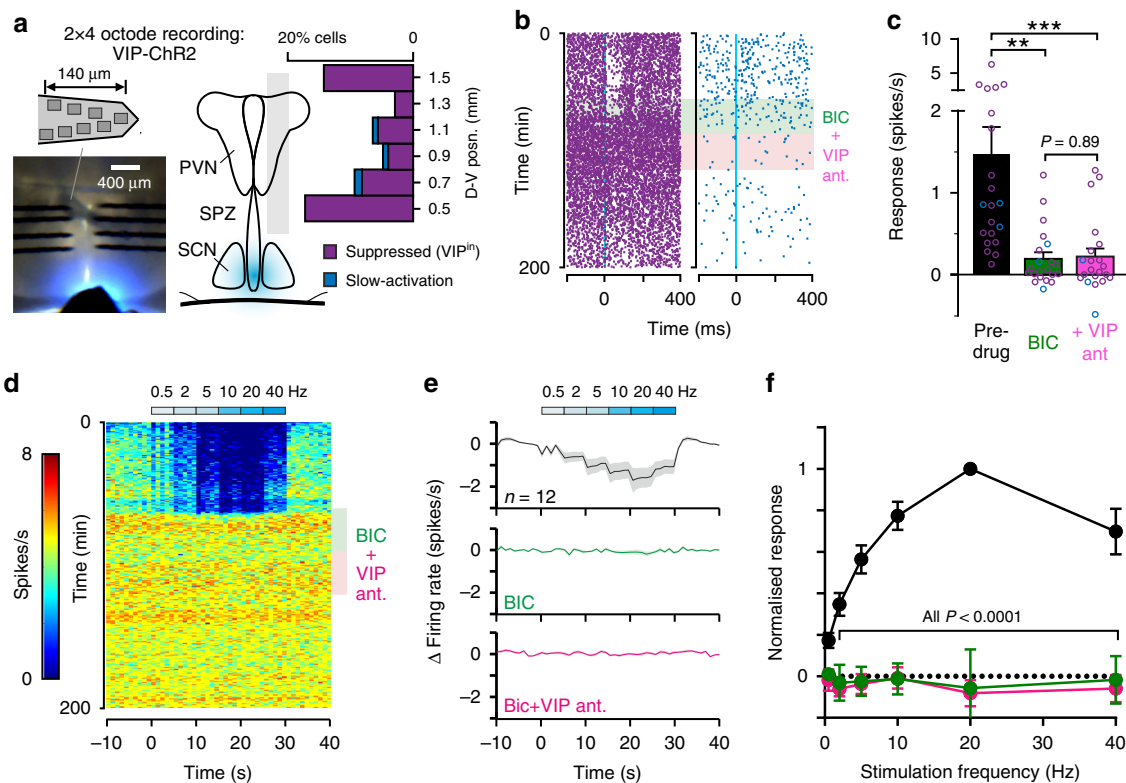 a
2×4 octode recording:
VIP-ChR2
140 µm
400 µm
PVN
SPZ
SCN
20% cells
0
1.5
1.3
1.1
0.9
0.7
0.5
D-V posn. (mm)
Suppressed (VIPin)
Slow-activation
b
0
200
Time (min)
0
400
0
400
Time (ms)
BIC
+
VIP
ant.
c
***
**
P = 0.89
10
5
2
1
0
Response (spikes/s)
Pre-
drug
BIC
+ VIP
ant
d
0.5 2 5 10 20 40 Hz
8
0
Spikes/s
0
200
Time (min)
BIC
+
VIP
ant.
−10 0 10 20 30 40
Time (s)
e
0.5 2 5 10 20 40 Hz
0
−2
n = 12
0
−2
BIC
0
−2
Bic+VIP ant.
Δ Firing rate (spikes/s)
−10 0 10 20 30 40
Time (s)
f
1
0
Normalised response
All P < 0.0001
0 10 20 30 40
Stimulation frequency (Hz)